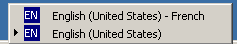 EN English (United States) - French
EN English (United States)